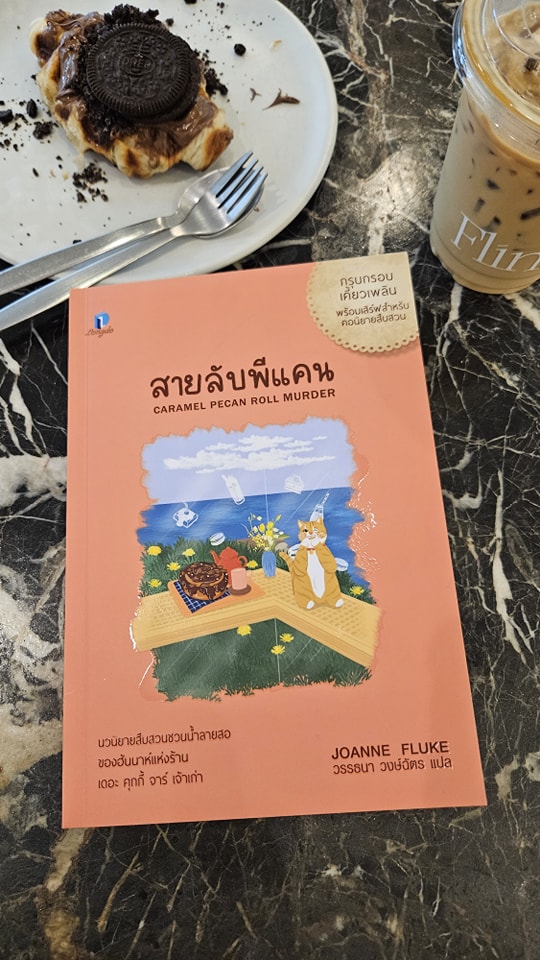 OREO
Flin
กรุบกรอบ
เคี้ยวเพลิน
พร้อมเสิร์ฟสำหรับ
คอนิยายสืบสวน
สายลับพีแคน
CARAMEL PECAN ROLL MURDER
นวนิยายสืบสวนชวนน้ำลายสอ
ของฮันนาห์แห่งร้าน
เดอะ คุกกี้ จาร์ เจ้าเก่า
JOANNE FLUKE
วรรธนา วงษ์ฉัตร แปล